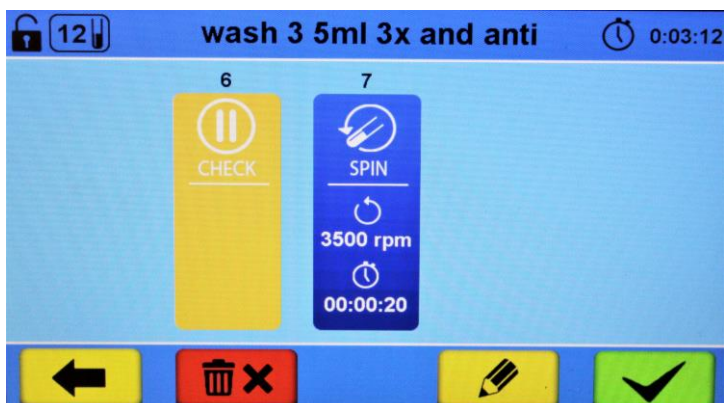 12
wash 3 5ml 3x and anti
0:03:12
6
7
CHECK
SPIN
3500 rpm
00:00:20